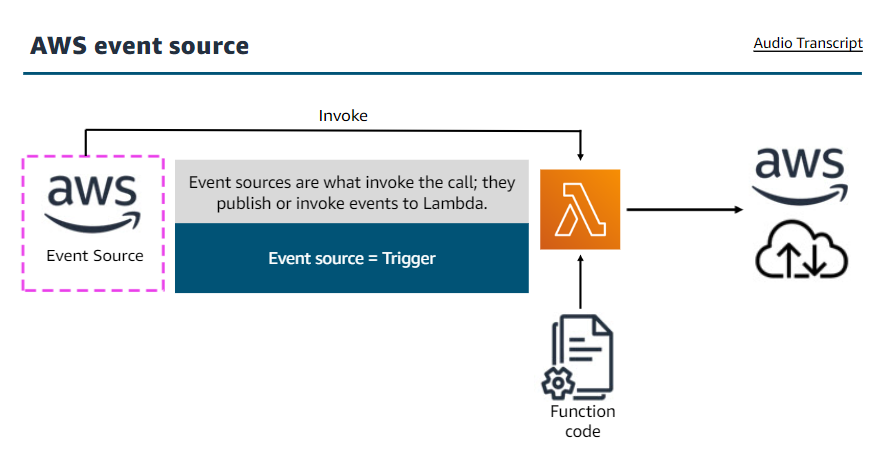 AWS event source
Audio Transcript
Invoke
aws
Event Source
Event sources are what invoke the call; they
publish or invoke events to Lambda.
Event source = Trigger
aws
Function
code